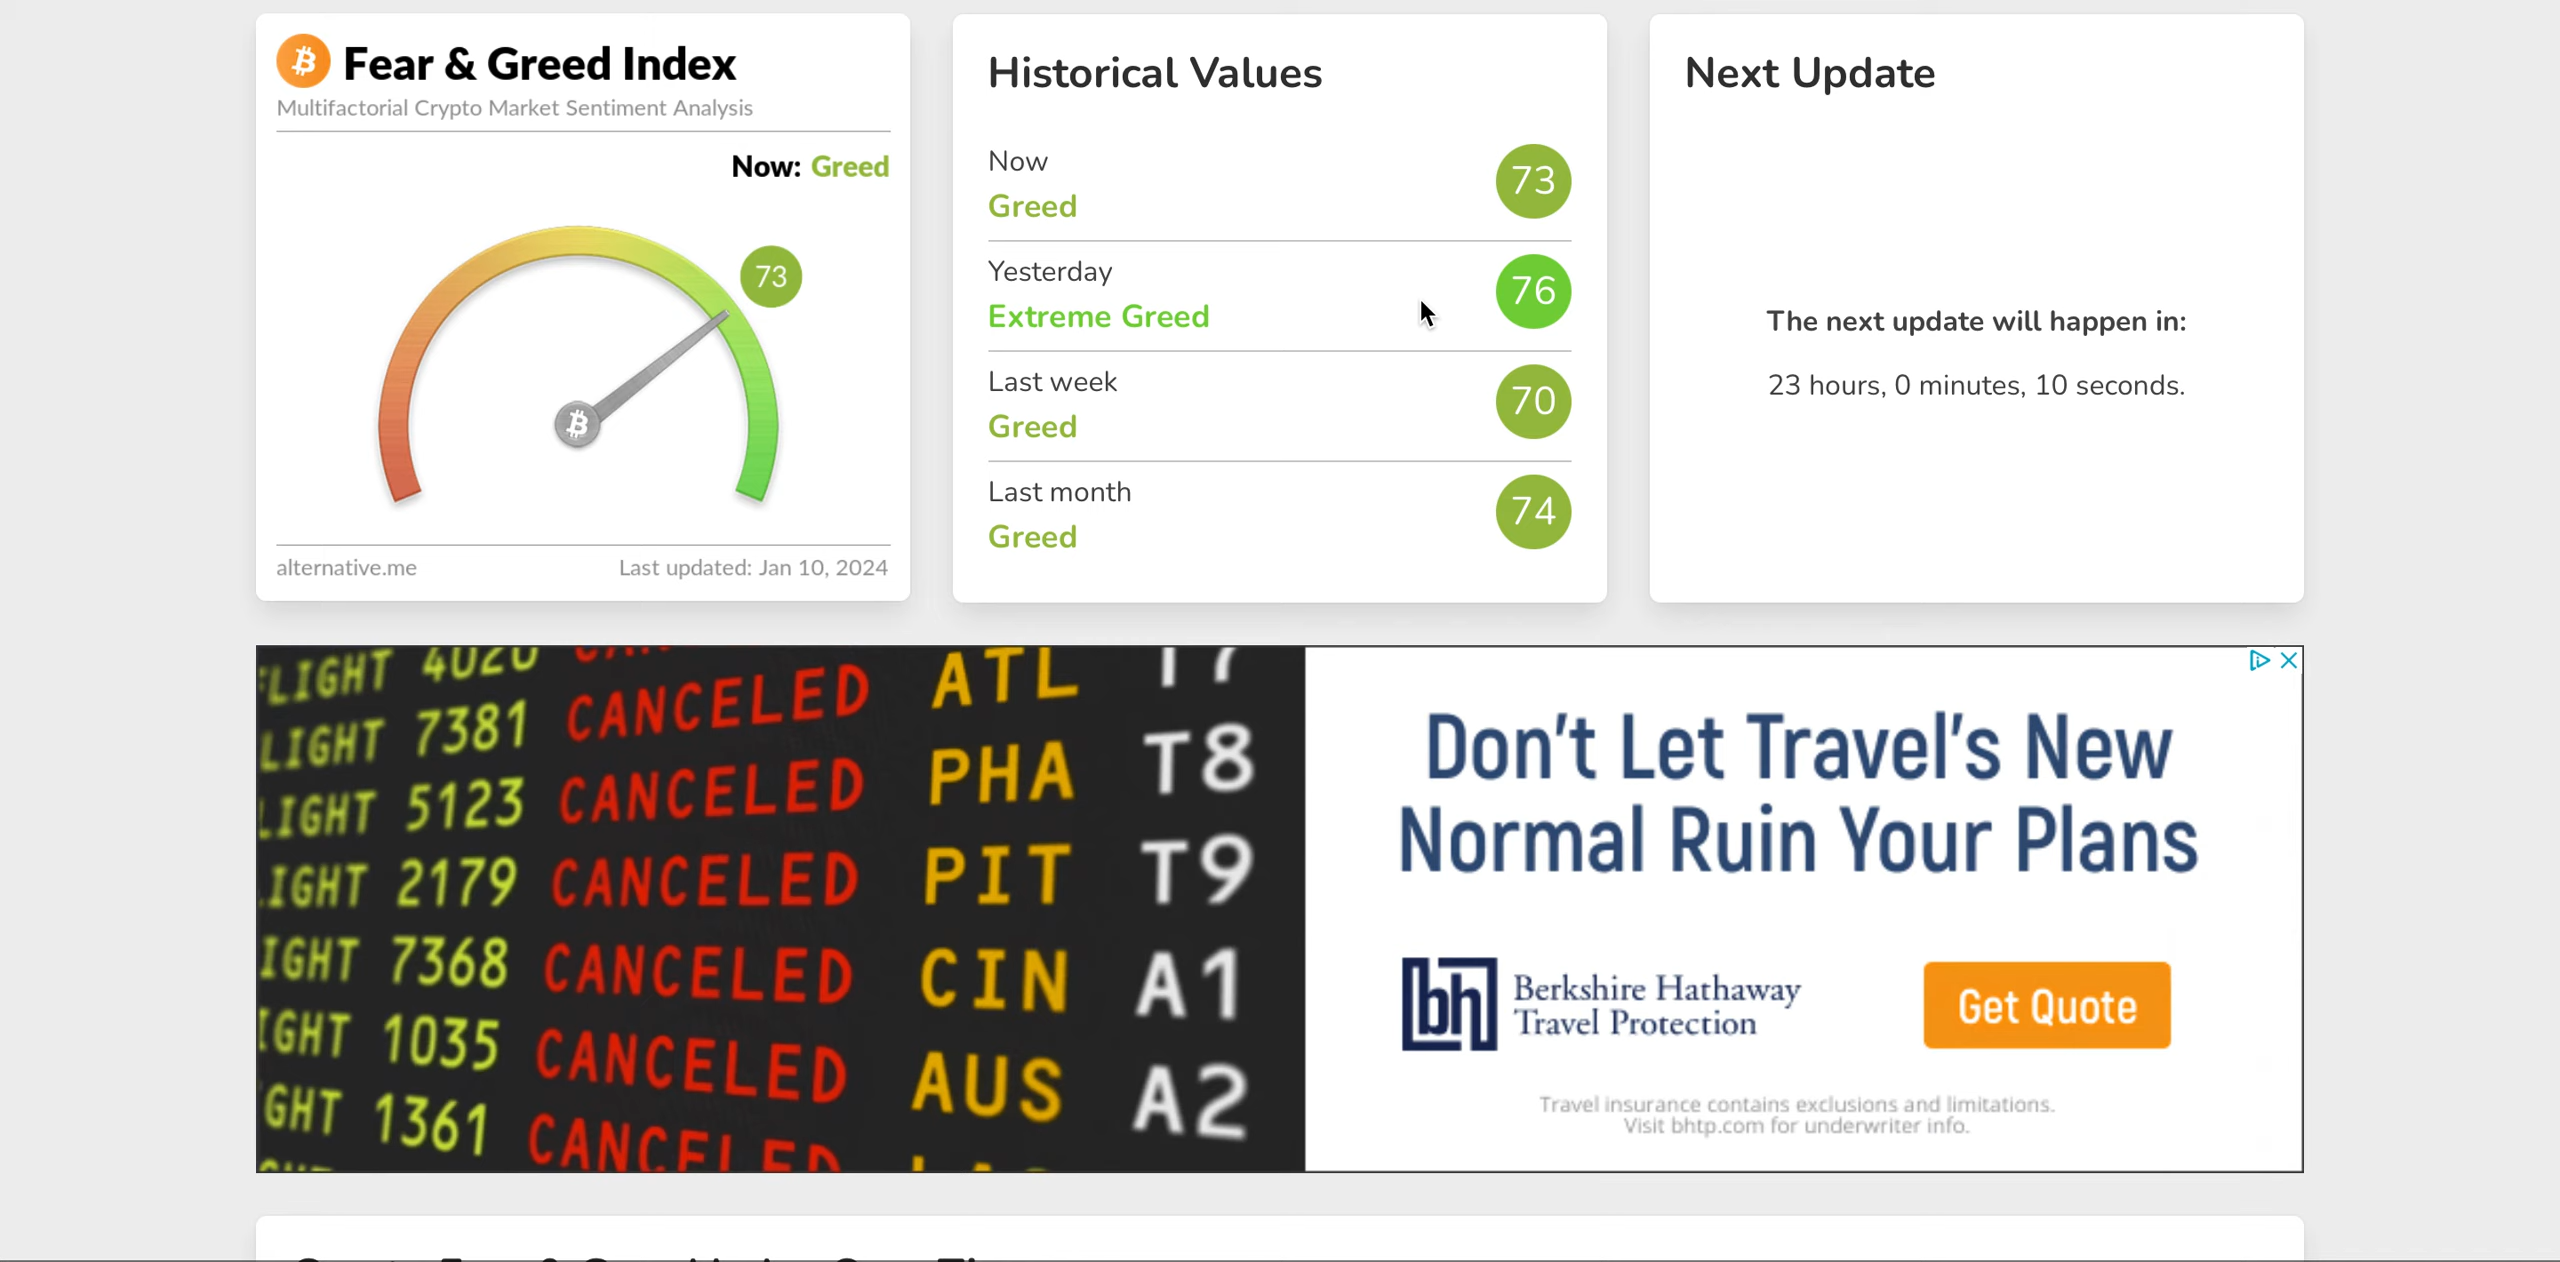 Fear & Greed Index
Multifactorial Crypto Market Sentiment Analysis
Now: Greed
73
alternative.me
Last updated: Jan 10, 2024
Historical Values
Now
Greed
73
Yesterday
Extreme Greed
76
Last week
Greed
70
Last month
Greed
74
Next Update
The next update will happen in:
23 hours, 0 minutes, 10 seconds.
LIGHT 4020
CANCELED ATL T7
LIGHT 7381 CANCELED PHA T8
LIGHT 5123 CANCELED PIT T9
IGHT 2179 CANCELED CIN A1
IGHT 7368 CANCELED AUS A2
IGHT 1035 CANCELED
GHT 1361
Don't Let Travel's New
Normal Ruin Your Plans
bh Berkshire Hathaway
Travel Protection
Get Quote
Travel insurance contains exclusions and limitations.
Visit bhtp.com for underwriter info.